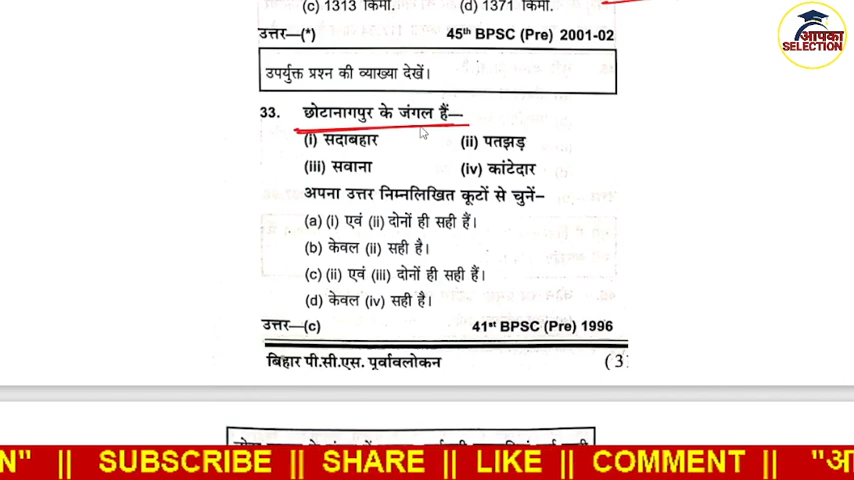 (c) 1313 किमी. (d) 1371 किमी.
उत्तर—(*) 45th BPSC (Pre) 2001-02
उपर्युक्त प्रश्न की व्याख्या देखें।
आपका
SELECTION
33. छोटानागपुर के जंगल हैं—
(i) सदाबहार (ii) पतझड़
(iii) सवाना (iv) कांटेदार
अपना उत्तर निम्नलिखित कूटों से चुनें–
(a) (i) एवं (ii) दोनों ही सही हैं।
(b) केवल (ii) सही है।
(c) (ii) एवं (iii) दोनों ही सही हैं।
(d) केवल (iv) सही है।
उत्तर—(c) 41st BPSC (Pre) 1996
बिहार पी.सी.एस. पूर्वावलोकन (3
N" || SUBSCRIBE || SHARE || LIKE || COMMENT || "आ